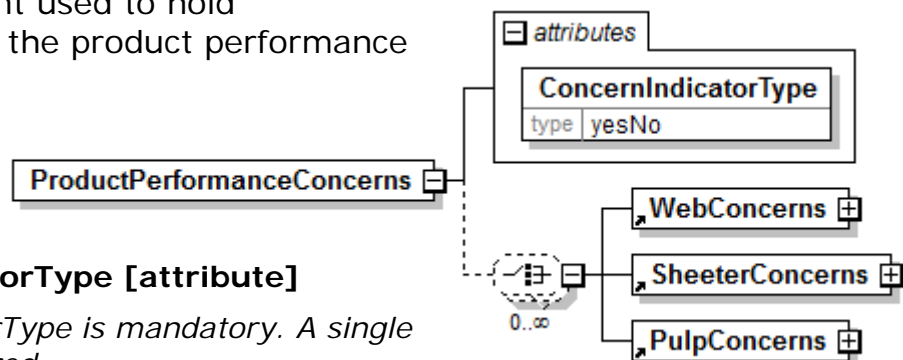 nt used to hold
the product performance
attributes
ConcernIndicatorType
type yesNo
ProductPerformanceConcerns
WebConcerns
SheeterConcerns
PulpConcerns
0..∞
orType [attribute]
rType is mandatory. A single